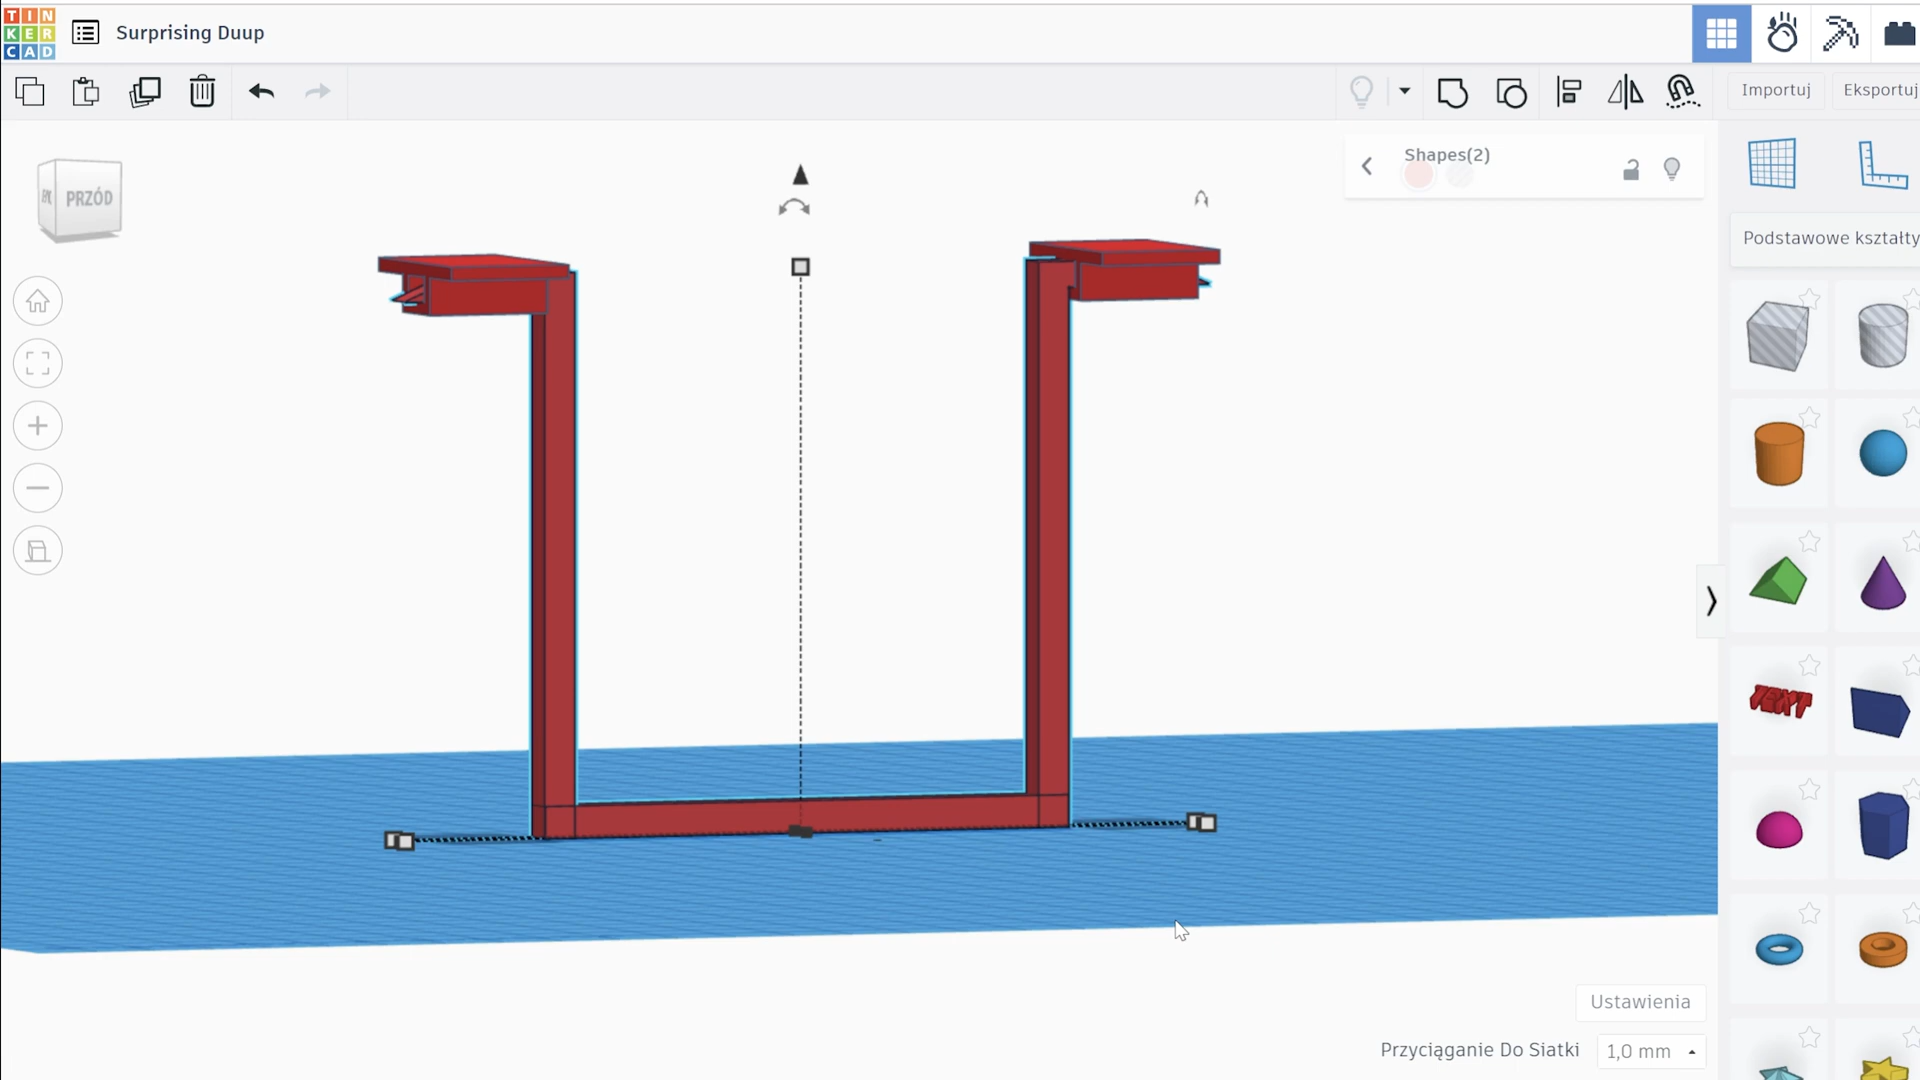 TIN
KER
CAD
Surprising Duup
Importuj
Eksportuj
Shapes(2)
PRZÓD
Podstawowe kształty
TEXT
Ustawienia
Przyciąganie Do Siatki
1,0 mm